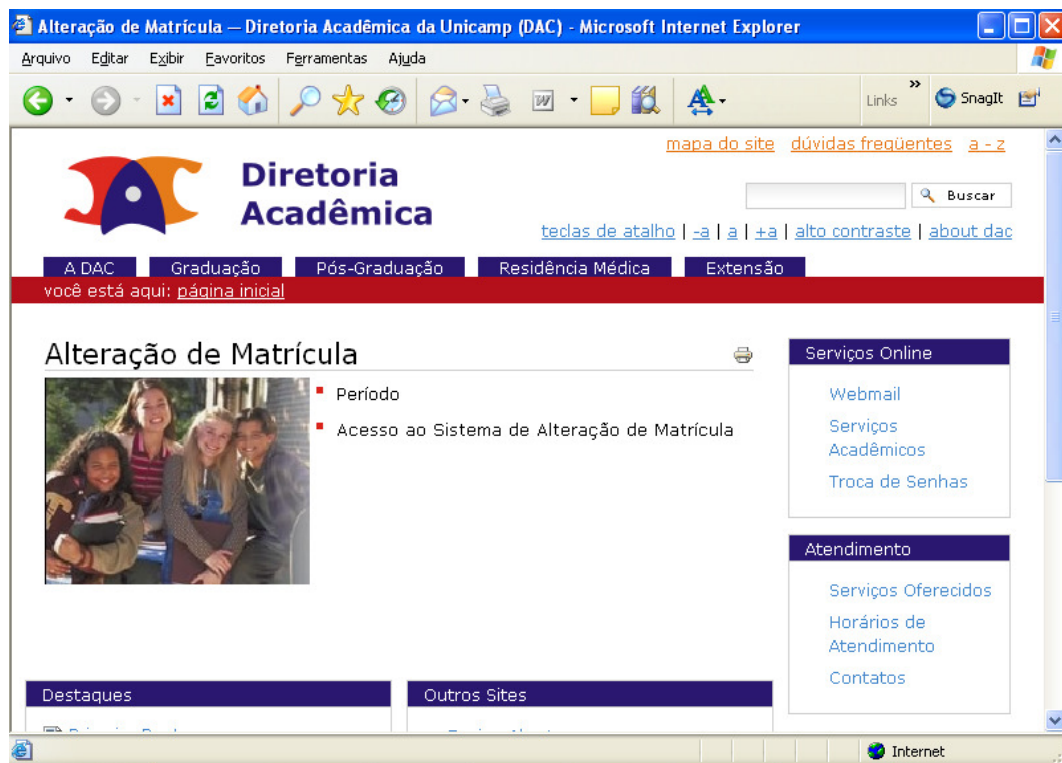 Alteração de Matrícula — Diretoria Acadêmica da Unicamp (DAC) - Microsoft Internet Explorer
Arquivo Editar Exibir Favoritos Ferramentas Ajuda
Links » SnagIt
mapa do site dúvidas freqüentes a - z
Diretoria
Acadêmica
Buscar
teclas de atalho | -a | a | +a | alto contraste | about dac
A DAC Graduação Pós-Graduação Residência Médica Extensão
você está aqui: página inicial
Alteração de Matrícula
Período
Acesso ao Sistema de Alteração de Matrícula
Serviços Online
Webmail
Serviços
Acadêmicos
Troca de Senhas
Atendimento
Serviços Oferecidos
Horários de
Atendimento
Contatos
Destaques
Outros Sites
Internet